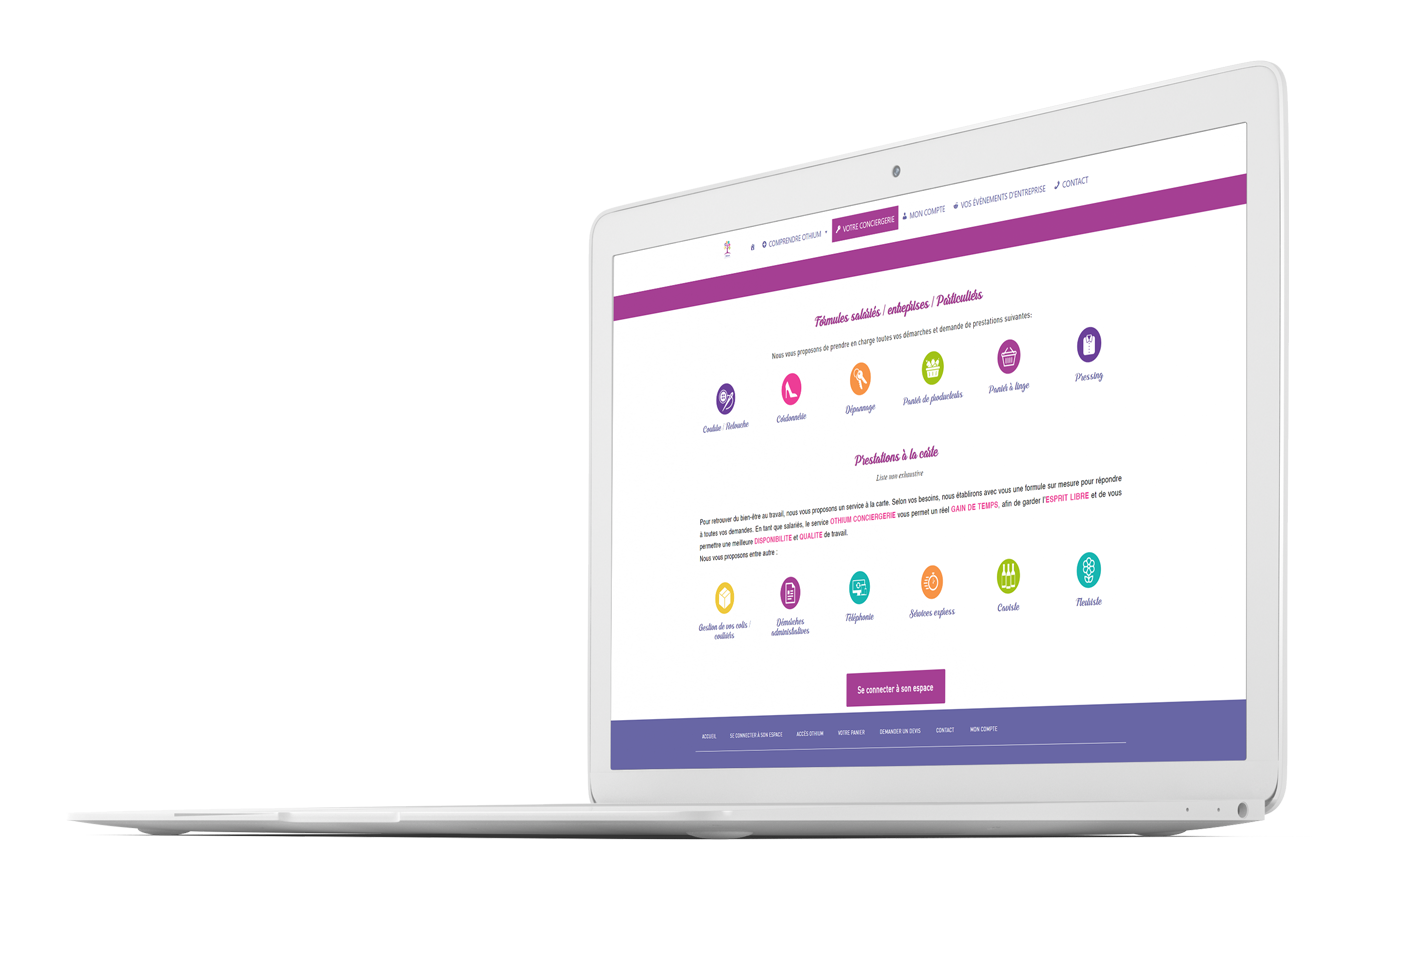 COMPRENDRE OTHIUM
VOTRE CONCIERGERIE
MON COMPTE
VOS ÉVÈNEMENTS D'ENTREPRISE
CONTACT
Formules salariés / entreprises / Particuliers
Nous vous proposons de prendre en charge toutes vos démarches et demande de prestations suivantes:
Couture / Retouche
Cordonnerie
Dépannage
Panier de producteurs
Panier à linge
Pressing
Prestations à la carte
Liste non exhaustive
Pour retrouver du bien-être au travail, nous vous proposons un service à la carte. Selon vos besoins, nous établirons avec vous une formule sur mesure pour répondre
à toutes vos demandes. En tant que salariés, le service OTHIUM CONCIERGERIE vous permet un réel GAIN DE TEMPS, afin de garder l'ESPRIT LIBRE et de vous
permettre une meilleure DISPONIBILITE et QUALITE de travail.
Nous vous proposons entre autre :
Gestion de vos colis /
courriers
Démarches
administratives
Téléphonie
Services express
Caviste
Fleuriste
Se connecter à son espace
ACCUEIL
SE CONNECTER À SON ESPACE
ACCÈS OTHIUM
VOTRE PANIER
DEMANDER UN DEVIS
CONTACT
MON COMPTE